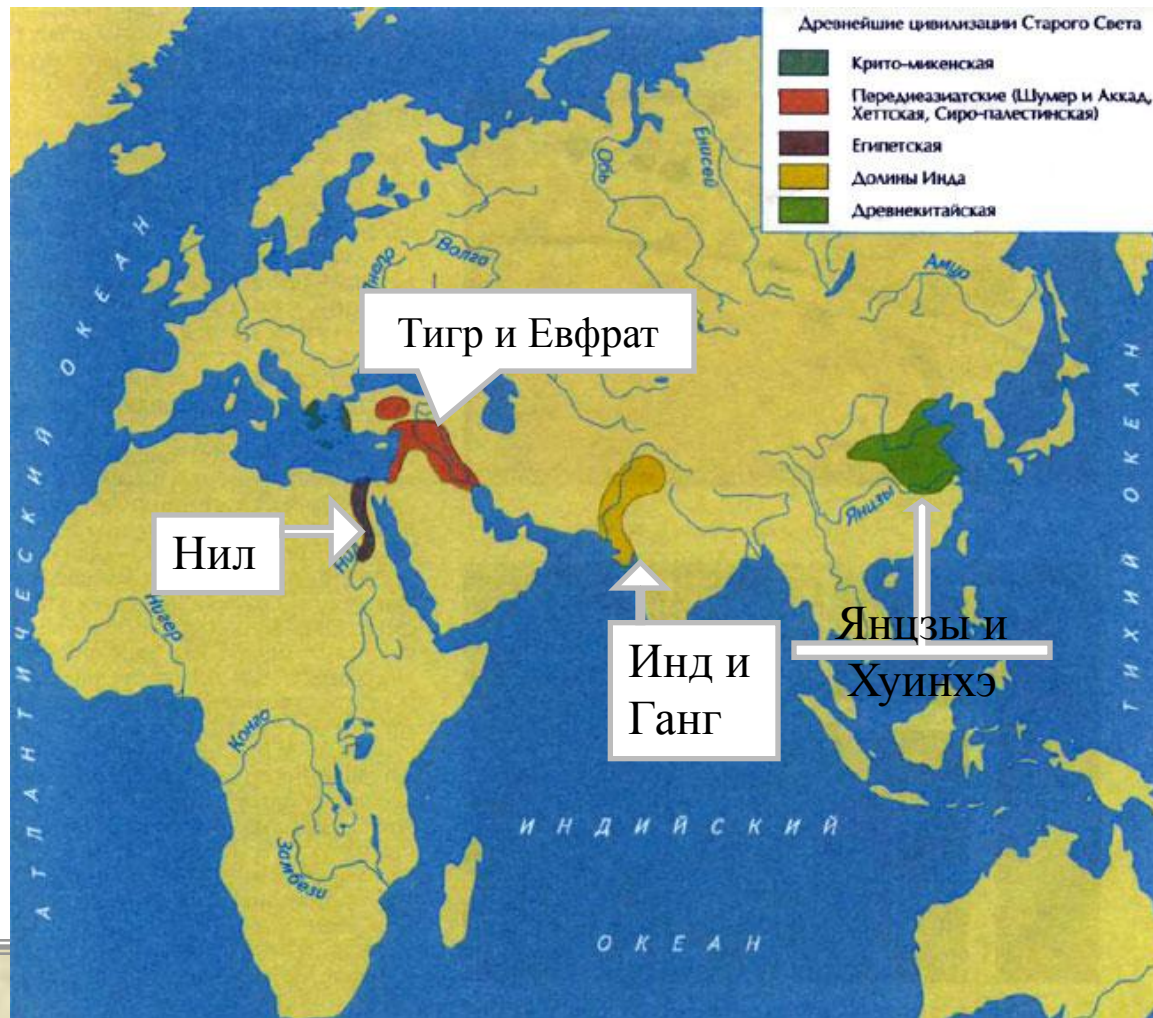 Древнейшие цивилизации Старого Света
Крито-микенская
Переднеазиатские (Шумер и Аккад,
Хеттская, Сиро-палестинская)
Египетская
Долины Инда
Древнекитайская
Обь
Енисей
Волга
Амур
АТЛАНТИЧЕСКИЙ ОКЕАН
Тигр и Евфрат
ТИХИЙ ОКЕАН
Янцзы
Нил
Нил
Нигер
Инд и
Ганг
Янцзы и
Хуинхэ
Конго
Замбези
ИНДИЙСКИЙ
ОКЕАН